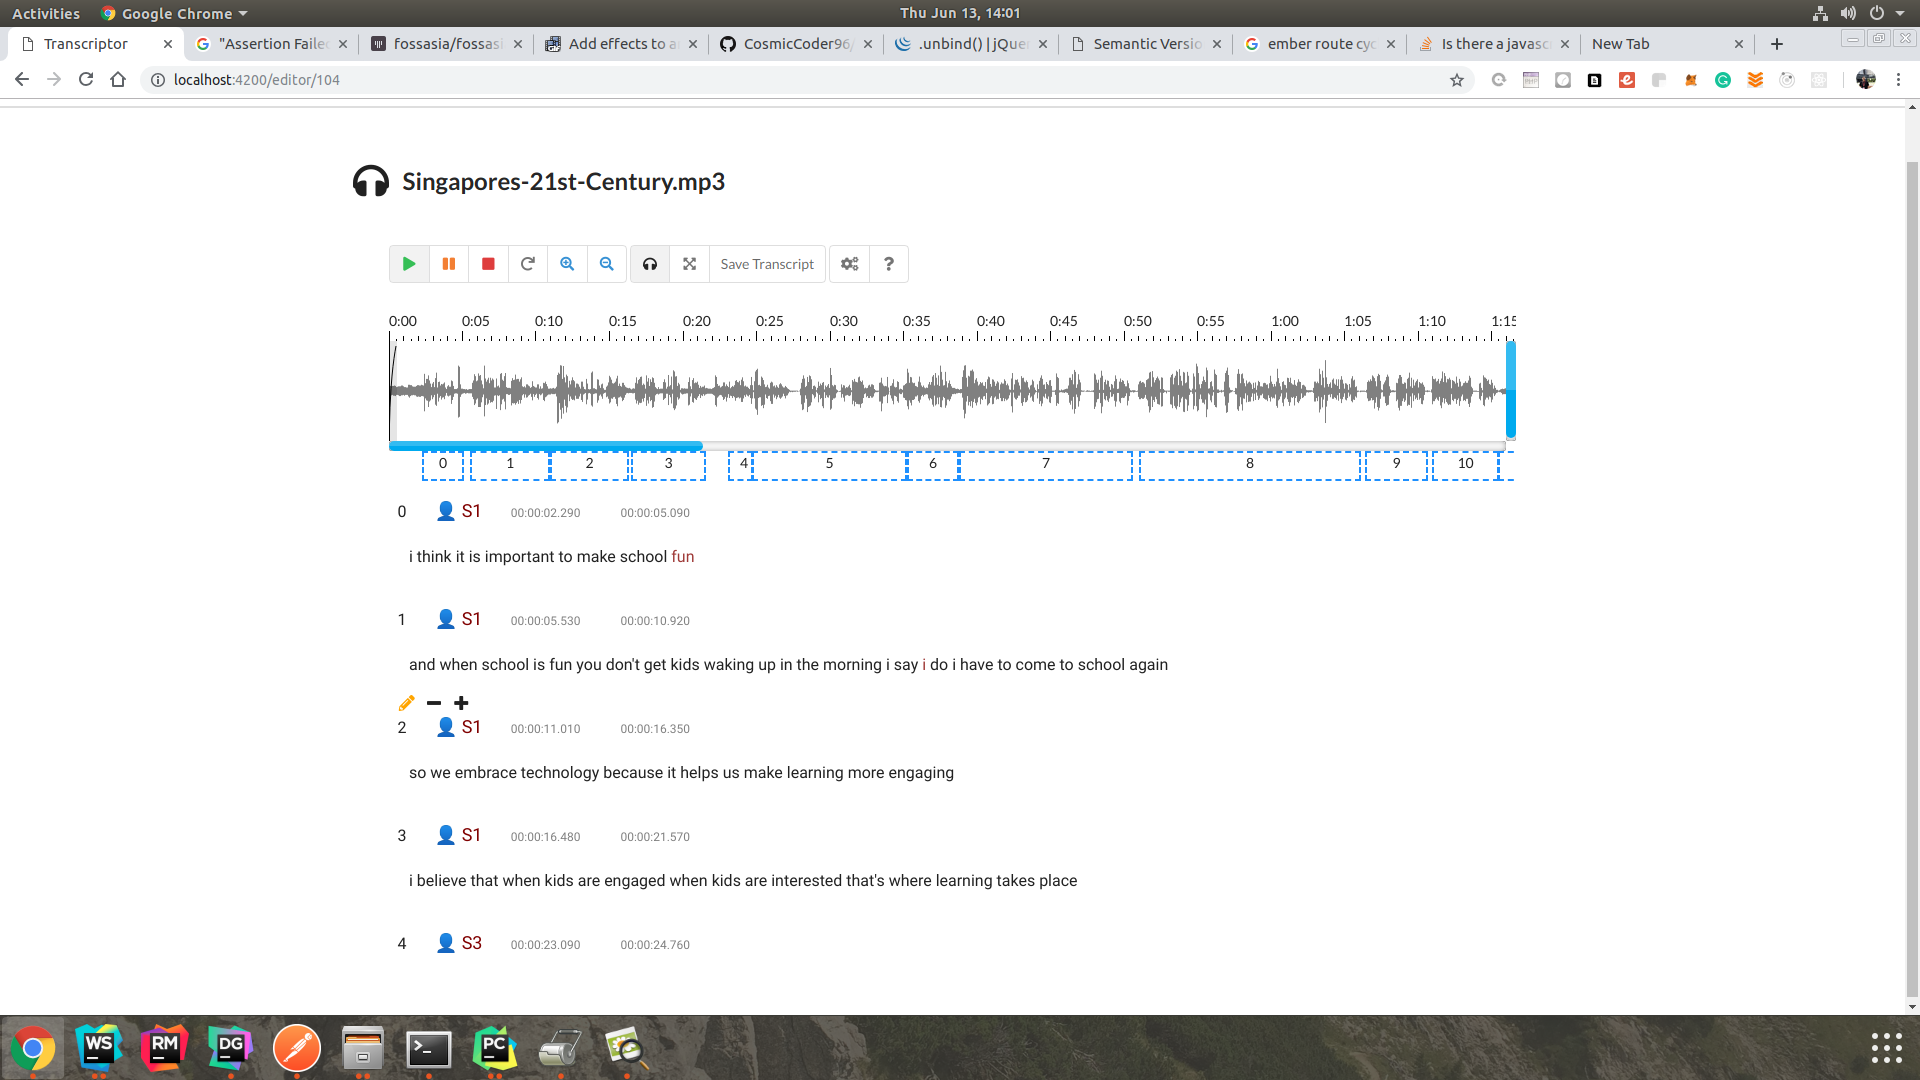 Activities Google Chrome Thu Jun 13, 14:01
Transcriptor "Assertion Failed fossasia/fossasi Add effects to a CosmicCoder96/ .unbind() | jQuer Semantic Versio ember route cyc Is there a javasc New Tab
localhost:4200/editor/104
Singapores-21st-Century.mp3
Save Transcript ?
0:00 0:05 0:10 0:15 0:20 0:25 0:30 0:35 0:40 0:45 0:50 0:55 1:00 1:05 1:10 1:15
0 1 2 3 4 5 6 7 8 9 10
0 S1 00:00:02.290 00:00:05.090
i think it is important to make school fun
1 S1 00:00:05.530 00:00:10.920
and when school is fun you don't get kids waking up in the morning i say i do i have to come to school again
2 S1 00:00:11.010 00:00:16.350
so we embrace technology because it helps us make learning more engaging
3 S1 00:00:16.480 00:00:21.570
i believe that when kids are engaged when kids are interested that's where learning takes place
4 S3 00:00:23.090 00:00:24.760
WS RM DG >_ PC